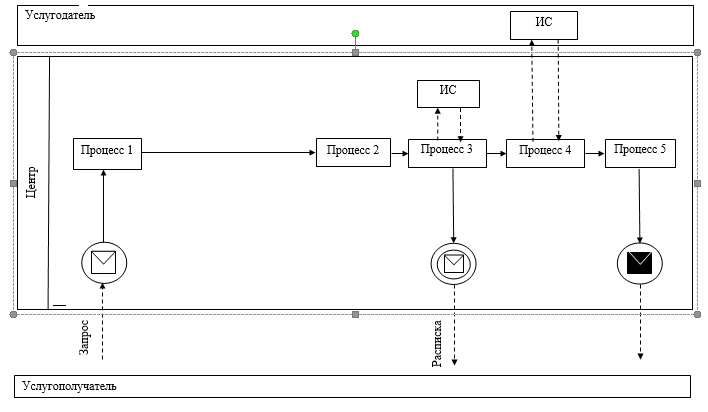 Услугодатель
ИС
ИС
Процесс 1
Процесс 2
Процесс 3
Процесс 4
Процесс 5
Центр
Запрос
Расписка
Услугополучатель